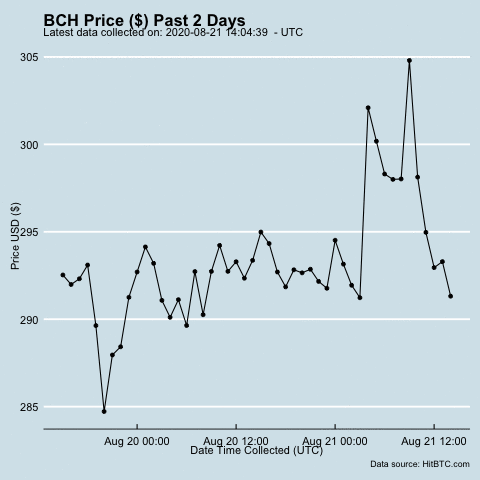 BCH Price ($) Past 2 Days
Latest data collected on: 2020-08-21 14:04:39 - UTC
305
300
295
290
285
Price USD ($)
Aug 20 00:00 Aug 20 12:00 Aug 21 00:00 Aug 21 12:00
Date Time Collected (UTC)
Data source: HitBTC.com